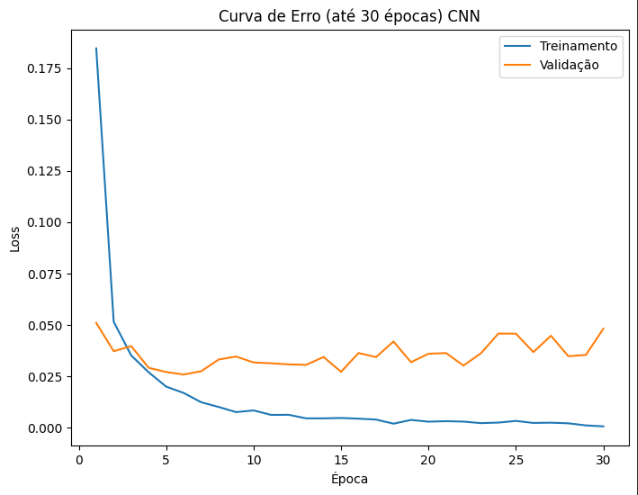 Curva de Erro (até 30 épocas) CNN
Treinamento
Validação
Loss
0.175
0.150
0.125
0.100
0.075
0.050
0.025
0.000
0 5 10 15 20 25 30
Época